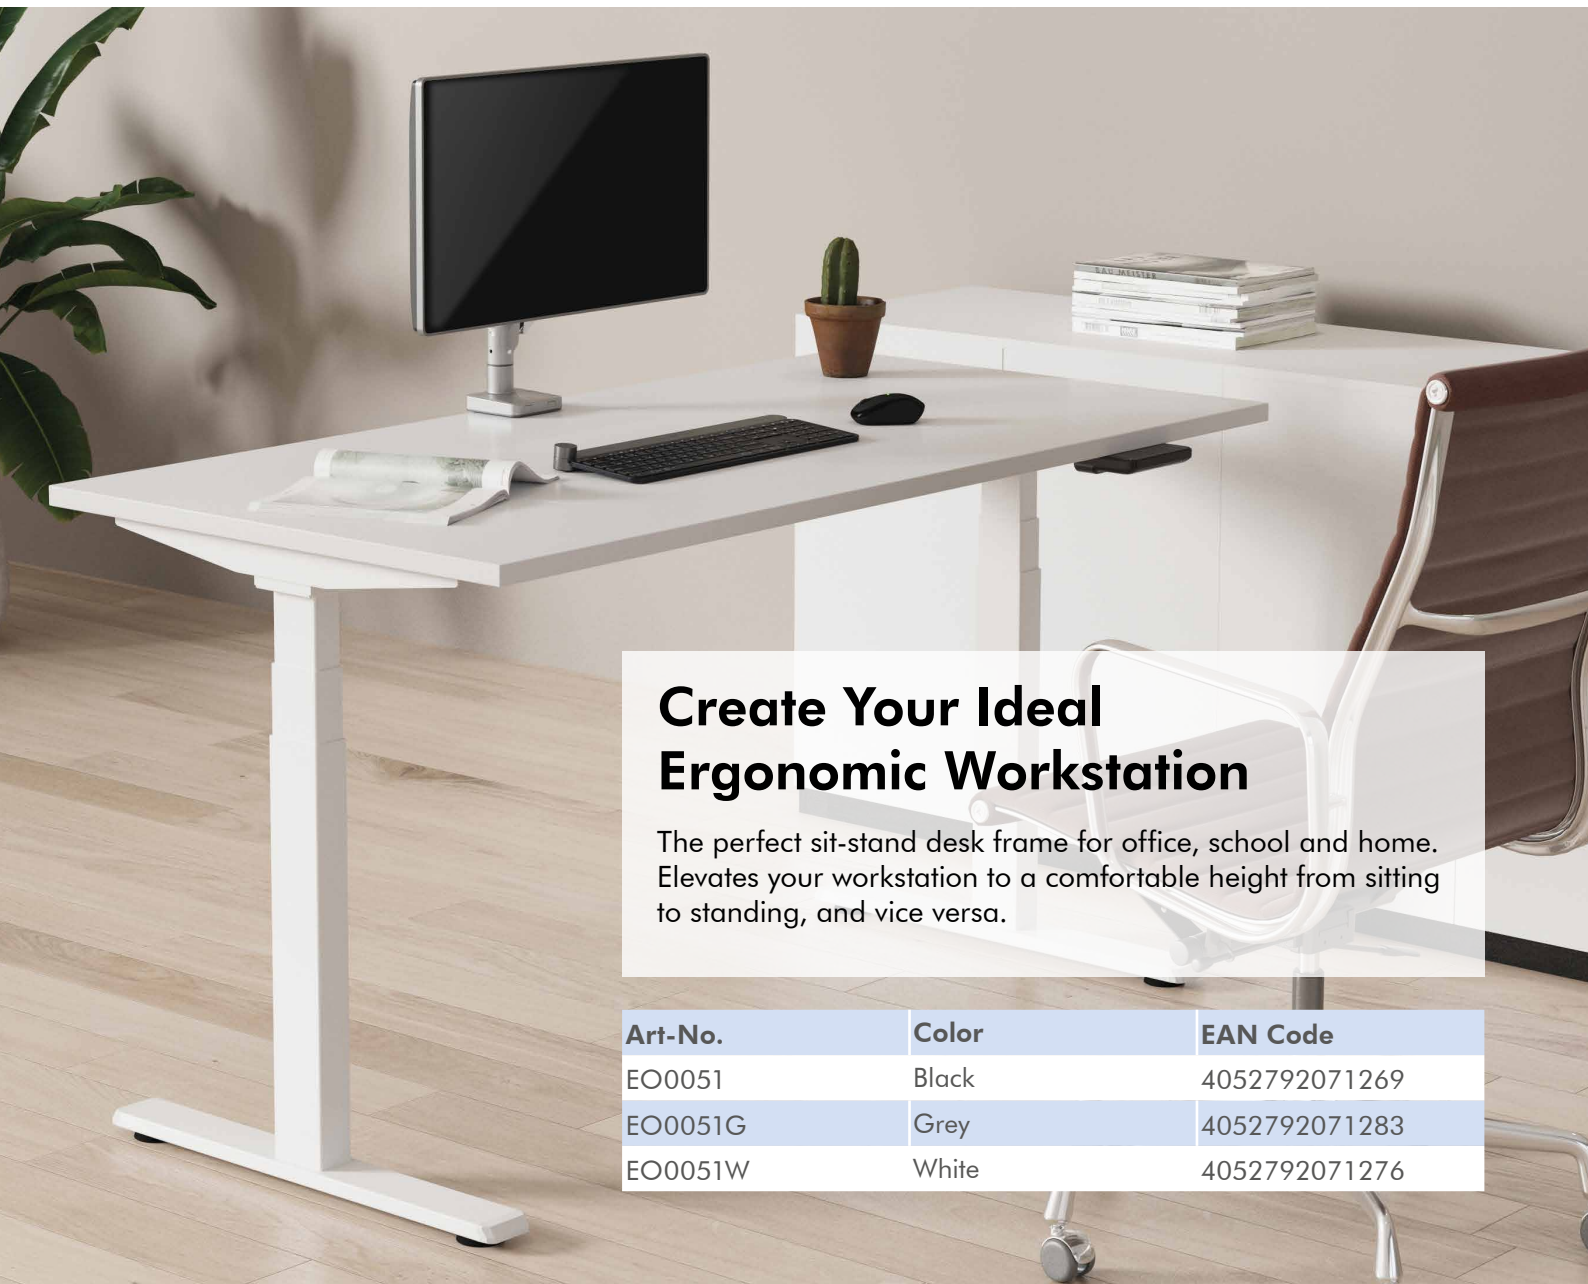 BAU MEISTER
Create Your Ideal
Ergonomic Workstation
The perfect sit-stand desk frame for office, school and home.
Elevates your workstation to a comfortable height from sitting
to standing, and vice versa.
Art-No. Color EAN Code
EO0051 Black 4052792071269
EO0051G Grey 4052792071283
EO0051W White 4052792071276